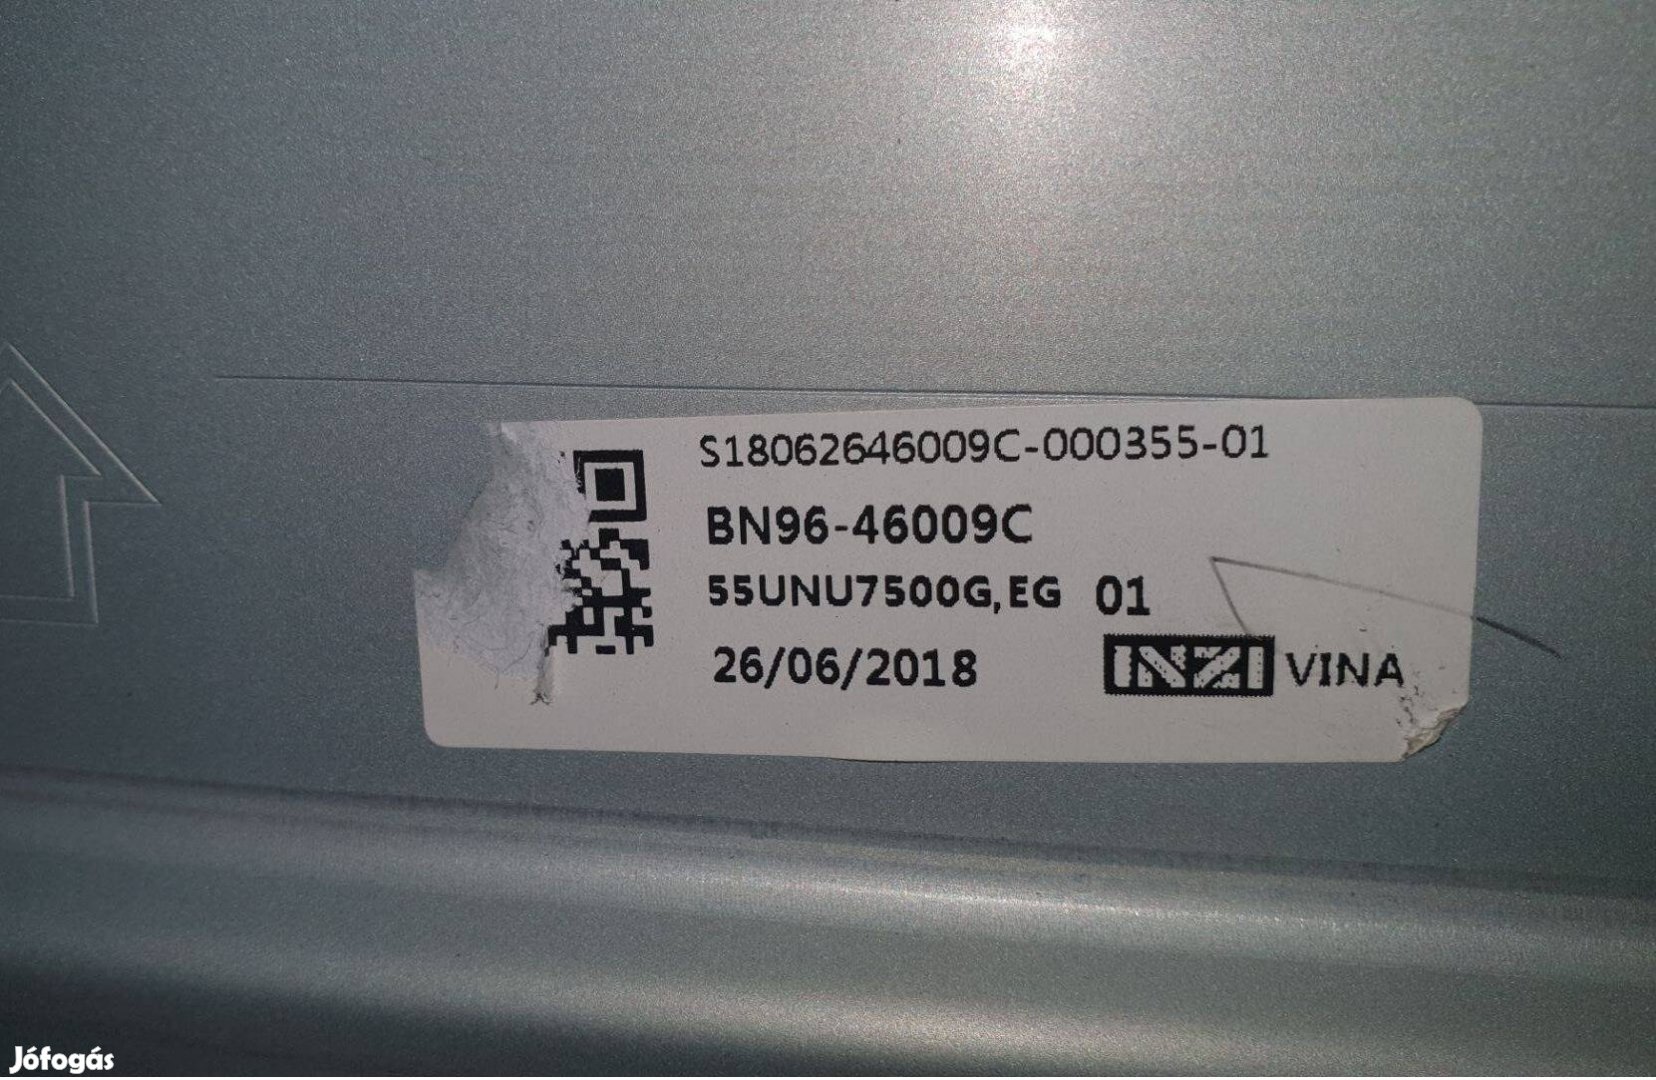 S18062646009C-000355-01
BN96-46009C
55UNU7500G,EG 01
26/06/2018 INZI VINA
Jófogás